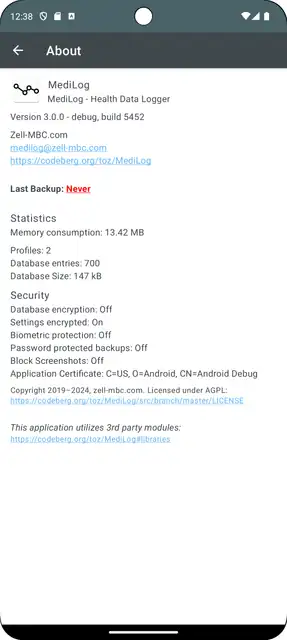 12:38
About
MediLog
MediLog - Health Data Logger
Version 3.0.0 - debug, build 5452
Zell-MBC.com
medilog@zell-mbc.com
https://codeberg.org/toz/MediLog
Last Backup: Never
Statistics
Memory consumption: 13.42 MB
Profiles: 2
Database entries: 700
Database Size: 147 kB
Security
Database encryption: Off
Settings encrypted: On
Biometric protection: Off
Password protected backups: Off
Block Screenshots: Off
Application Certificate: C=US, O=Android, CN=Android Debug
Copyright 2019–2024, zell-mbc.com. Licensed under AGPL:
https://codeberg.org/toz/MediLog/src/branch/master/LICENSE
This application utilizes 3rd party modules:
https://codeberg.org/toz/MediLog#libraries